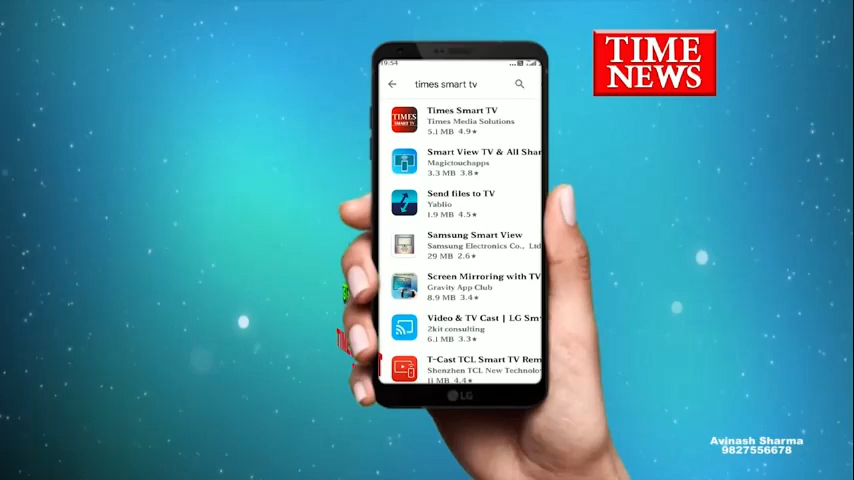 TIME
NEWS
19:54
times smart tv
TIMES
SMART TV
Times Smart TV
Times Media Solutions
5.1 MB 4.9★
Smart View TV & All Shar
Magictouchapps
3.3 MB 3.8★
Send files to TV
Yablio
1.9 MB 4.5★
Samsung Smart View
Samsung Electronics Co., Ltd
29 MB 2.6★
Screen Mirroring with TV
Gravity App Club
8.9 MB 3.4★
Video & TV Cast | LG Sm
2kit consulting
6.1 MB 3.3★
T-Cast TCL Smart TV Rem
Shenzhen TCL New Technolo
11 MB 4.4★
LG
Avinash Sharma
9827556678